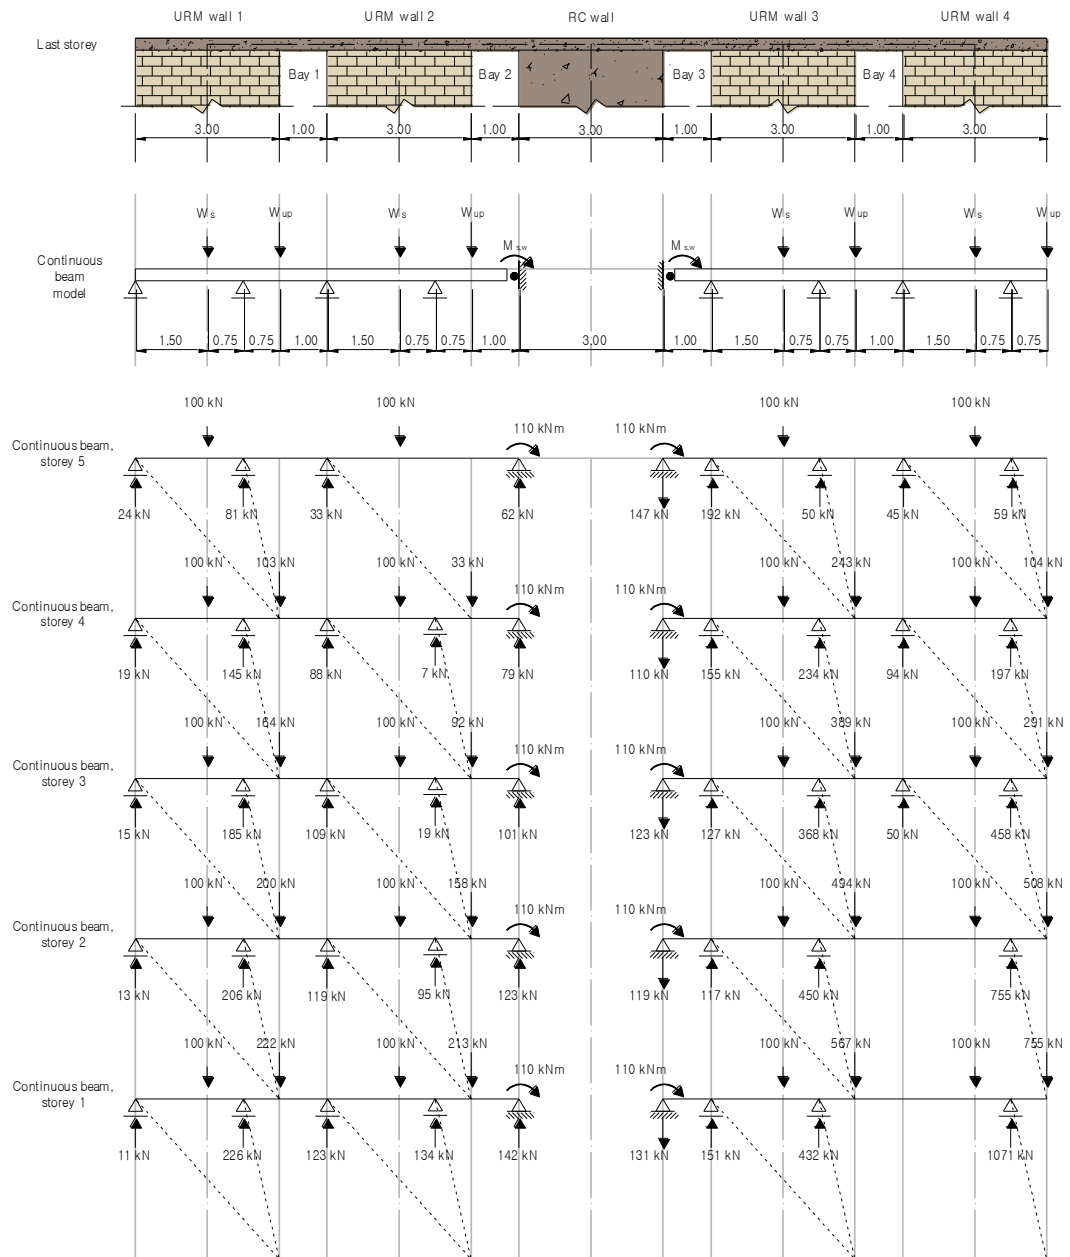 URM wall 1 URM wall 2 RC wall URM wall 3 URM wall 4
Last storey
Bay 1 Bay 2 Bay 3 Bay 4
3.00 1.00 3.00 1.00 3.00 1.00 3.00 1.00 3.00
Ws Wup Ws Wup Ws Wup Ws Wup
Ms,w Ms,w
Continuous
beam
model
1.50 0.75 0.75 1.00 1.50 0.75 0.75 1.00 3.00 1.00 1.50 0.75 0.75 1.00 1.50 0.75 0.75
100 kN 100 kN 100 kN 100 kN
110 kNm 110 kNm
Continuous beam,
storey 5
24 kN 81 kN 33 kN 62 kN 147 kN 192 kN 50 kN 45 kN 59 kN
100 kN 103 kN 100 kN 33 kN 100 kN 243 kN 100 kN 104 kN
110 kNm 110 kNm
Continuous beam,
storey 4
19 kN 145 kN 88 kN 7 kN 79 kN 110 kN 155 kN 234 kN 94 kN 197 kN
100 kN 164 kN 100 kN 92 kN 100 kN 389 kN 100 kN 291 kN
110 kNm 110 kNm
Continuous beam,
storey 3
15 kN 185 kN 109 kN 19 kN 101 kN 123 kN 127 kN 368 kN 50 kN 458 kN
100 kN 200 kN 100 kN 158 kN 100 kN 494 kN 100 kN 508 kN
110 kNm 110 kNm
Continuous beam,
storey 2
13 kN 206 kN 119 kN 95 kN 123 kN 119 kN 117 kN 450 kN 755 kN
100 kN 222 kN 100 kN 213 kN 100 kN 567 kN 100 kN 755 kN
110 kNm 110 kNm
Continuous beam,
storey 1
11 kN 226 kN 123 kN 134 kN 142 kN 131 kN 151 kN 432 kN 1071 kN